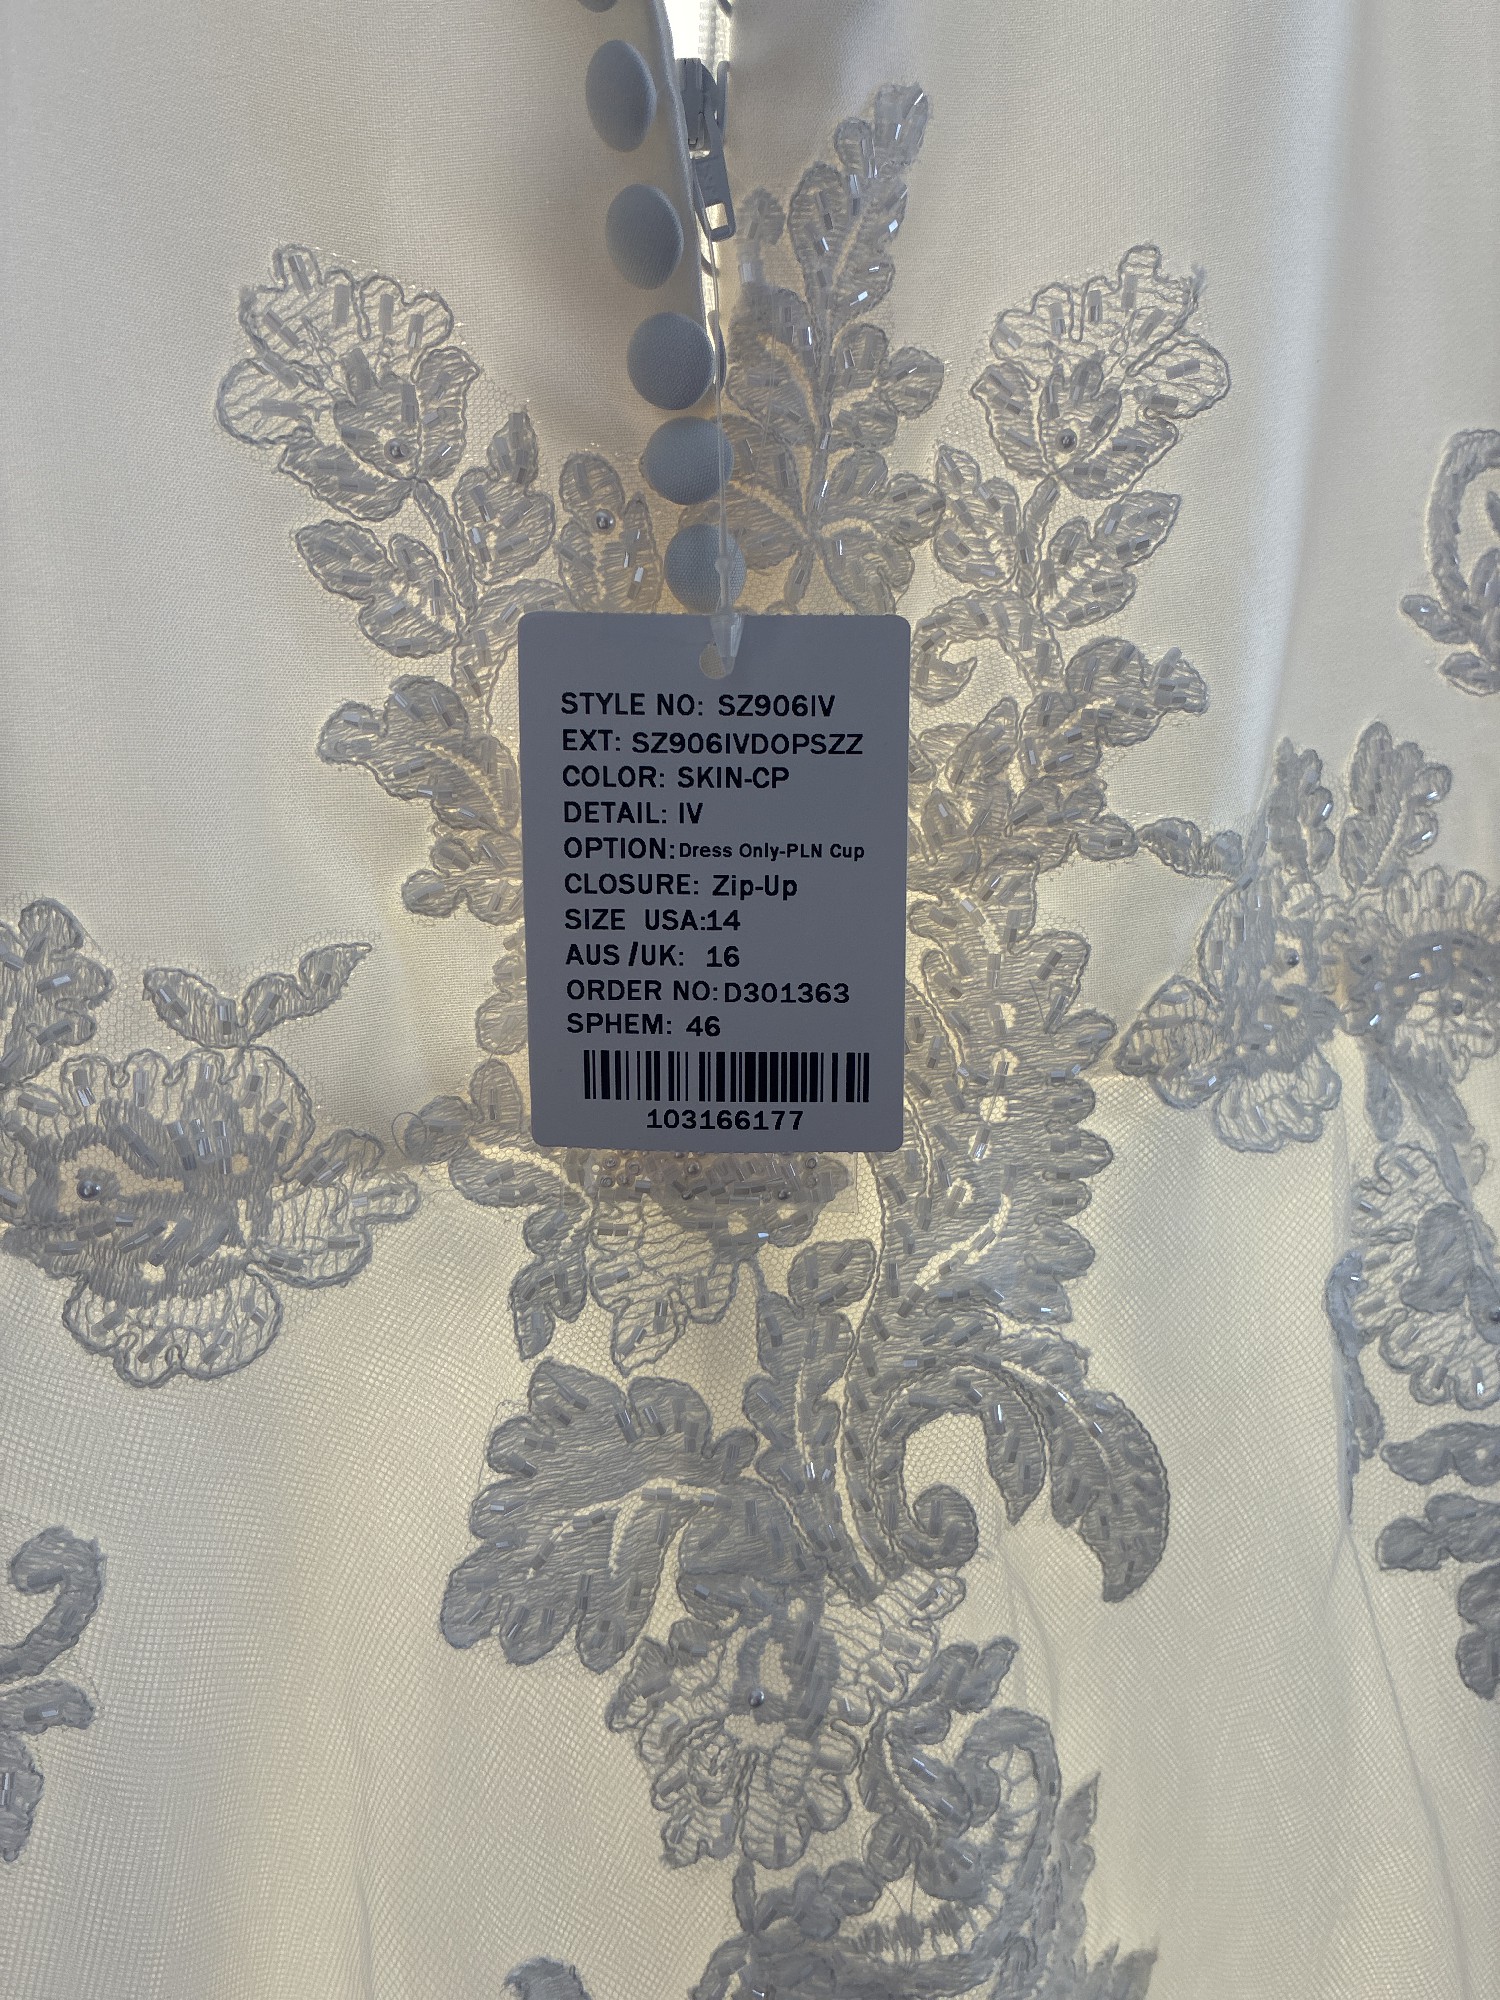 STYLE NO: SZ906IV
EXT: SZ906IVDOPSZZ
COLOR: SKIN-CP
DETAIL: IV
OPTION: Dress Only-PLN Cup
CLOSURE: Zip-Up
SIZE USA:14
AUS /UK: 16
ORDER NO:D301363
SPHEM: 46
103166177